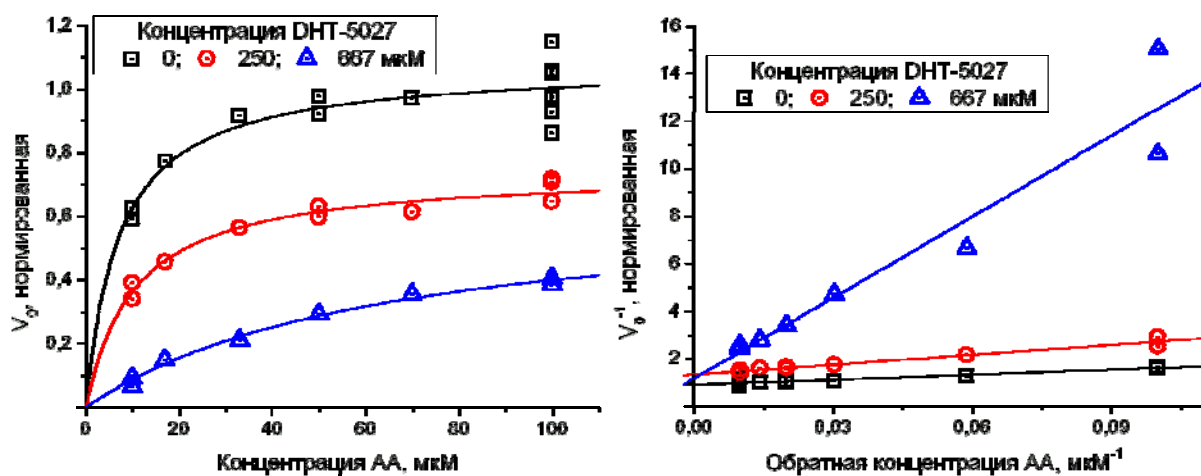 Концентрация DHT-5027
0; 250; 667 мкМ
V₀, нормированная
1,2
1,0
0,8
0,6
0,4
0,2
0 20 40 60 80 100
Концентрация АА, мкМ
Концентрация DHT-5027
0; 250; 667 мкМ
V₀⁻¹, нормированная
16
14
12
10
8
6
4
2
0
0,00 0,03 0,06 0,09
Обратная концентрация АА, мкМ⁻¹